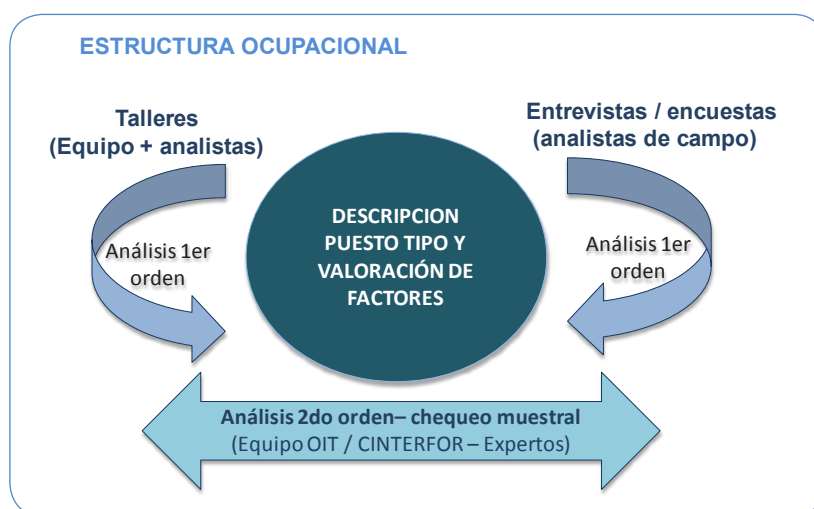 ESTRUCTURA OCUPACIONAL
Talleres
(Equipo + analistas)
Entrevistas / encuestas
(analistas de campo)
DESCRIPCION
PUESTO TIPO Y
VALORACIÓN DE
FACTORES
Análisis 1er
orden
Análisis 1er
orden
Análisis 2do orden– chequeo muestral
(Equipo OIT / CINTERFOR – Expertos)